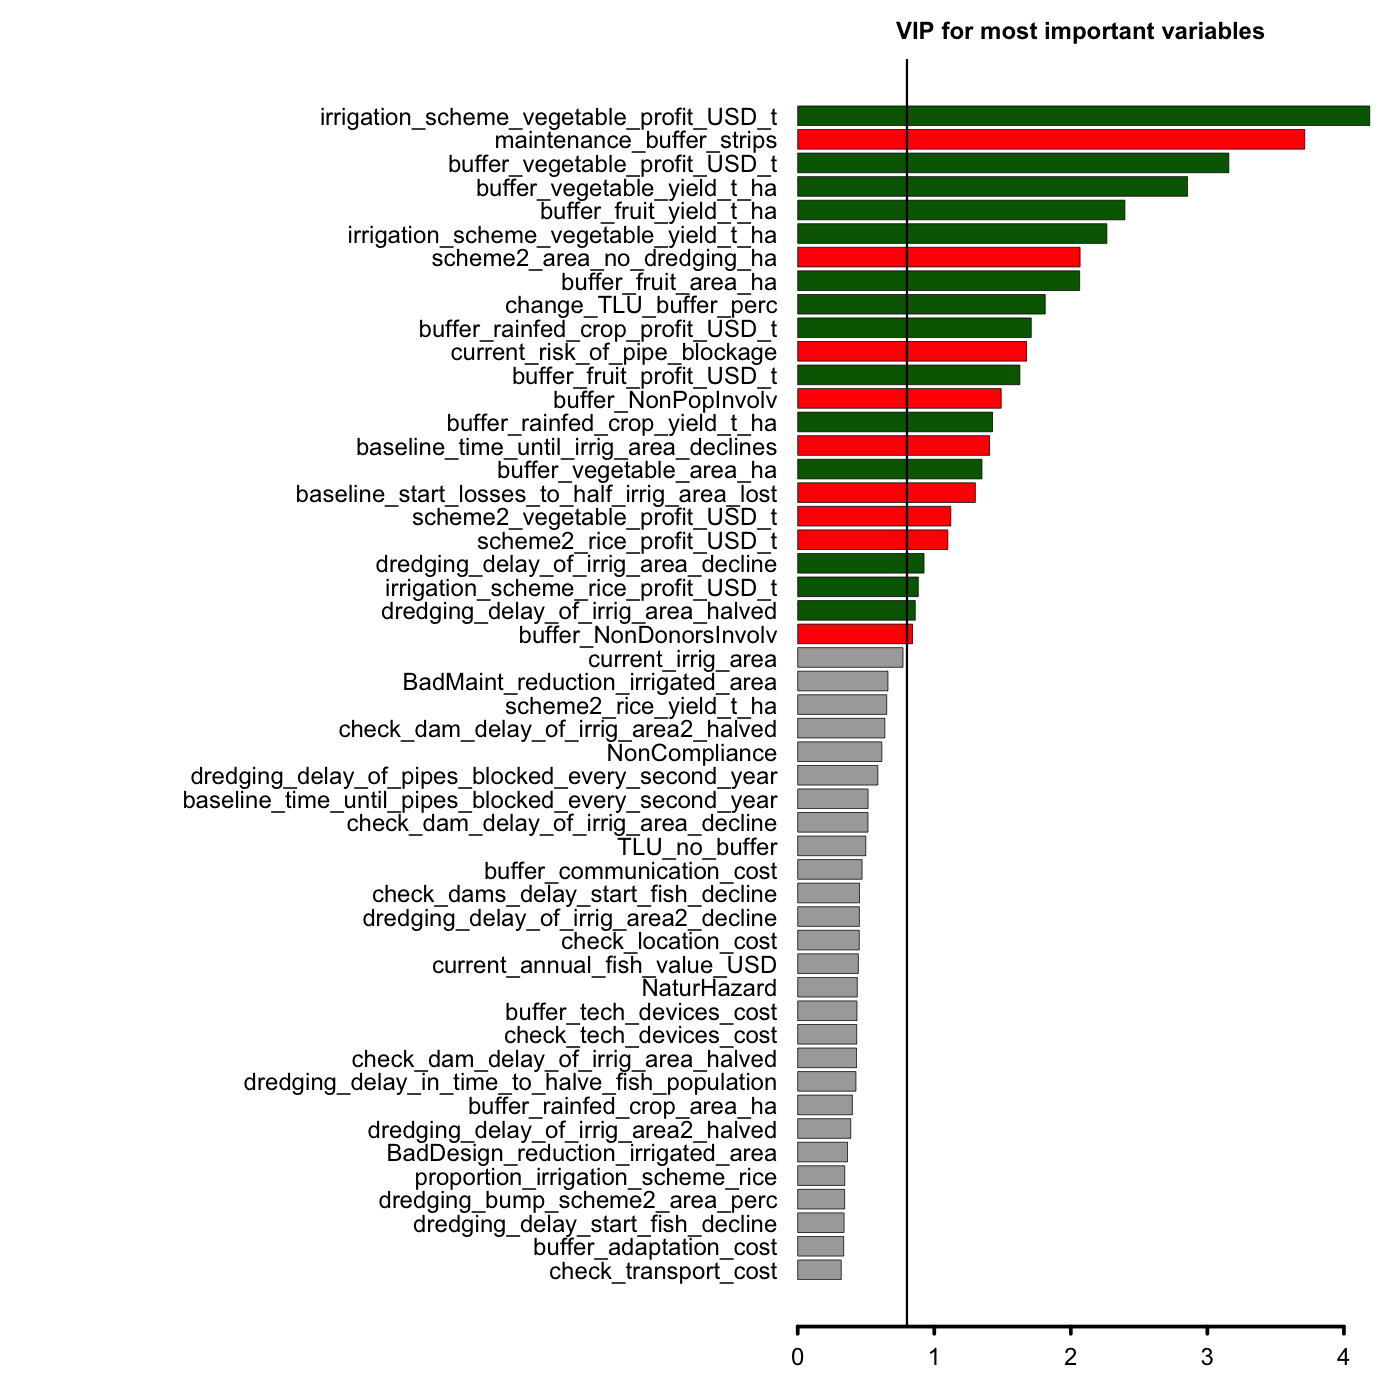 VIP for most important variables
irrigation_scheme_vegetable_profit_USD_t
maintenance_buffer_strips
buffer_vegetable_profit_USD_t
buffer_vegetable_yield_t_ha
buffer_fruit_yield_t_ha
irrigation_scheme_vegetable_yield_t_ha
scheme2_area_no_dredging_ha
buffer_fruit_area_ha
change_TLU_buffer_perc
buffer_rainfed_crop_profit_USD_t
current_risk_of_pipe_blockage
buffer_fruit_profit_USD_t
buffer_NonPopInvolv
buffer_rainfed_crop_yield_t_ha
baseline_time_until_irrig_area_declines
buffer_vegetable_area_ha
baseline_start_losses_to_half_irrig_area_lost
scheme2_vegetable_profit_USD_t
scheme2_rice_profit_USD_t
dredging_delay_of_irrig_area_decline
irrigation_scheme_rice_profit_USD_t
dredging_delay_of_irrig_area_halved
buffer_NonDonorsInvolv
current_irrig_area
BadMaint_reduction_irrigated_area
scheme2_rice_yield_t_ha
check_dam_delay_of_irrig_area2_halved
NonCompliance
dredging_delay_of_pipes_blocked_every_second_year
baseline_time_until_pipes_blocked_every_second_year
check_dam_delay_of_irrig_area_decline
TLU_no_buffer
buffer_communication_cost
check_dams_delay_start_fish_decline
dredging_delay_of_irrig_area2_decline
check_location_cost
current_annual_fish_value_USD
NaturHazard
buffer_tech_devices_cost
check_tech_devices_cost
check_dam_delay_of_irrig_area_halved
dredging_delay_in_time_to_halve_fish_population
buffer_rainfed_crop_area_ha
dredging_delay_of_irrig_area2_halved
BadDesign_reduction_irrigated_area
proportion_irrigation_scheme_rice
dredging_bump_scheme2_area_perc
dredging_delay_start_fish_decline
buffer_adaptation_cost
check_transport_cost
0 1 2 3 4